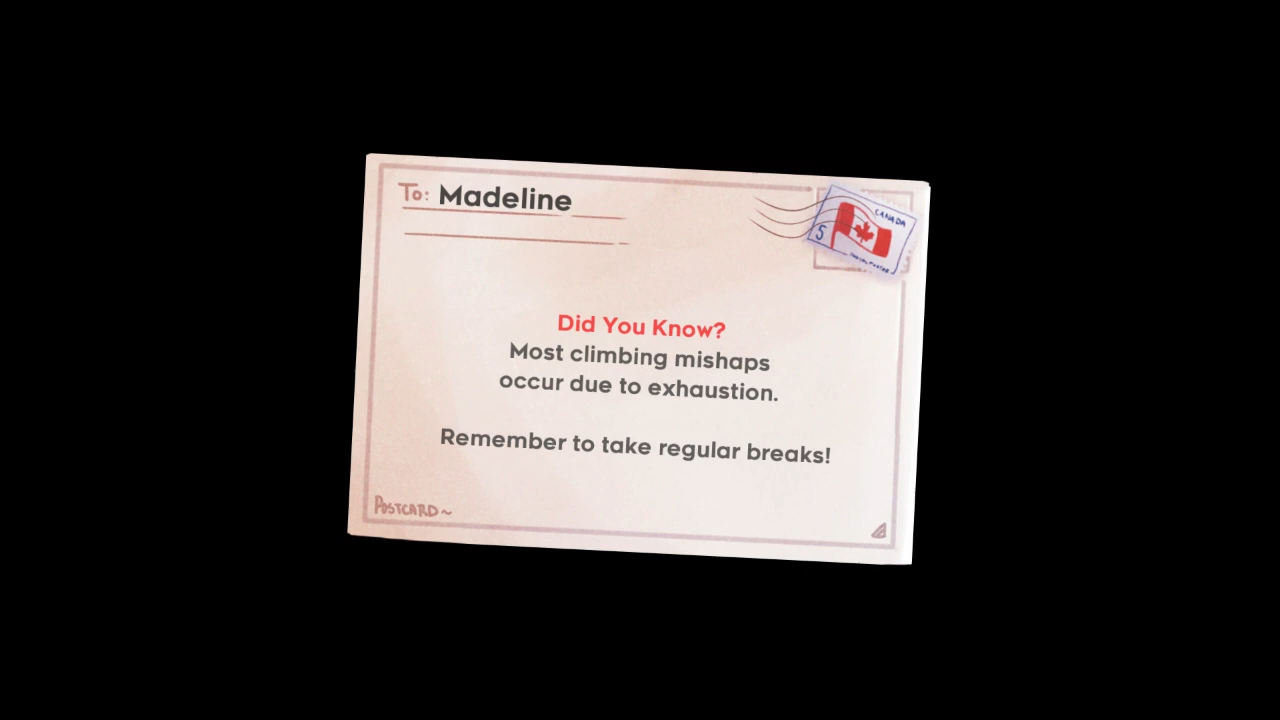 To: Madeline
CANADA
5
Did You Know?
Most climbing mishaps
occur due to exhaustion.
Remember to take regular breaks!
POSTCARD~